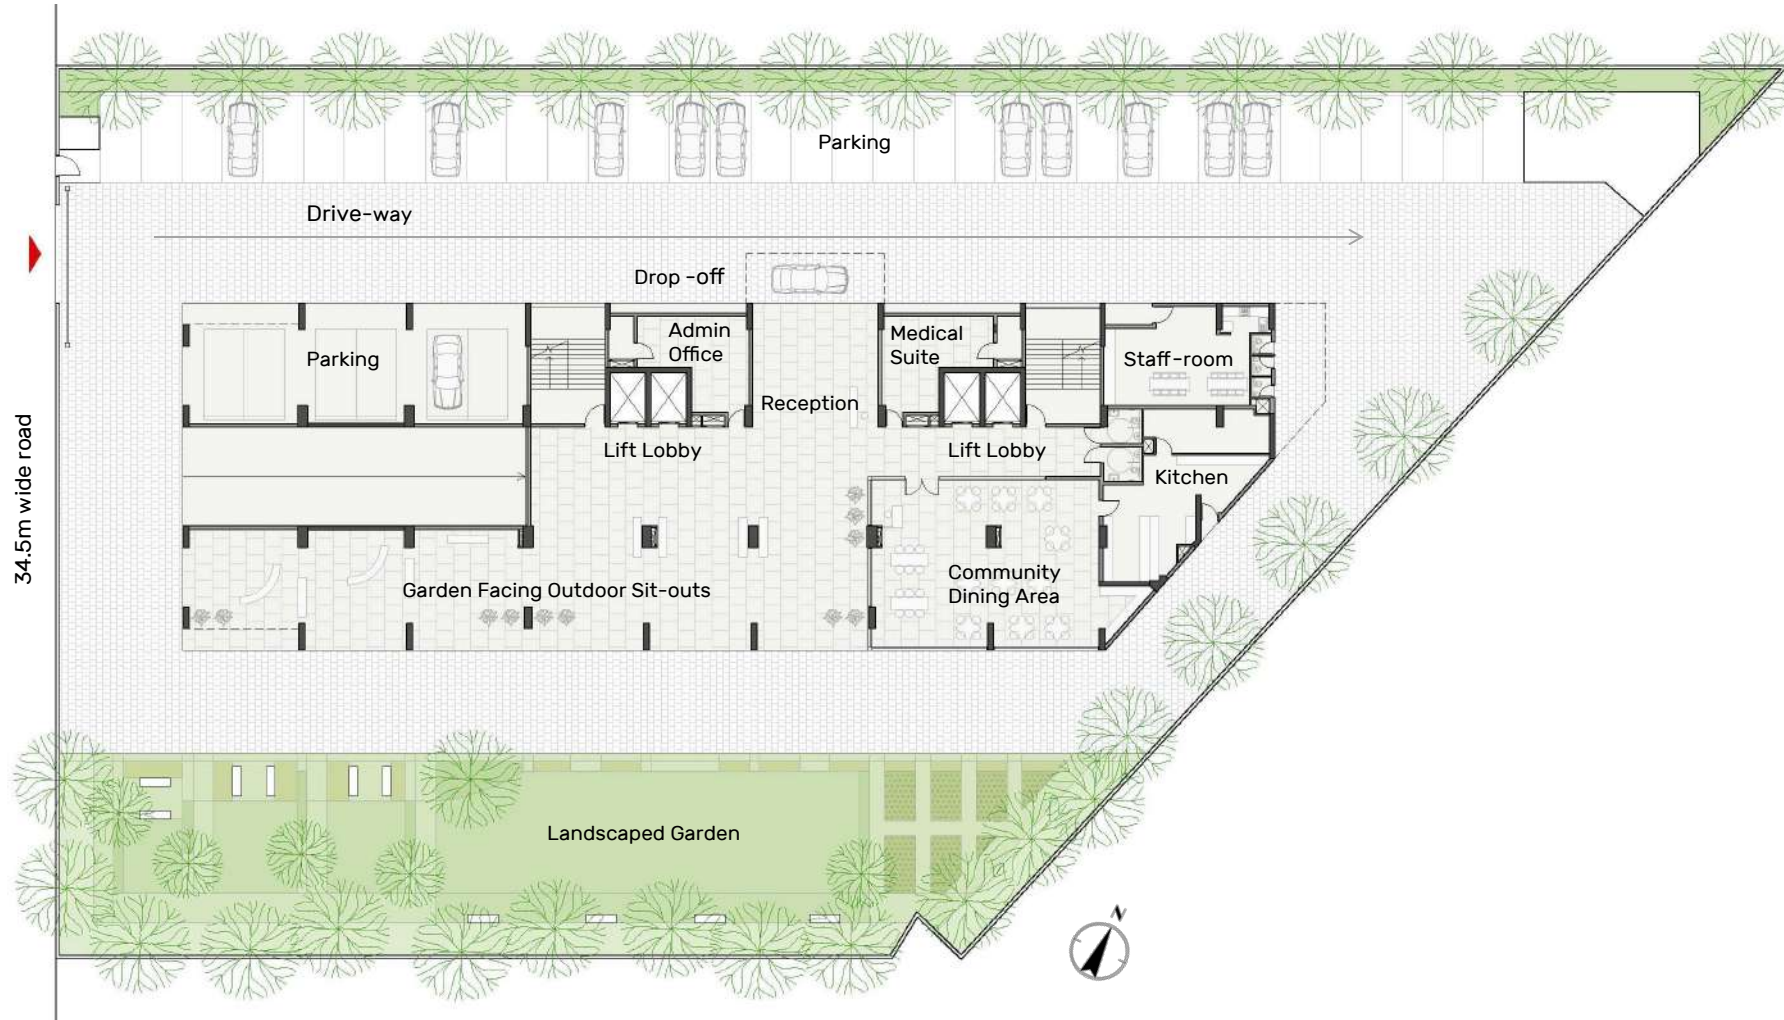 Parking
Drive-way
Drop -off
Admin
Office
Medical
Suite
Parking
Staff-room
Reception
Lift Lobby
Lift Lobby
Kitchen
34.5m wide road
Garden Facing Outdoor Sit-outs
Community
Dining Area
Landscaped Garden
N